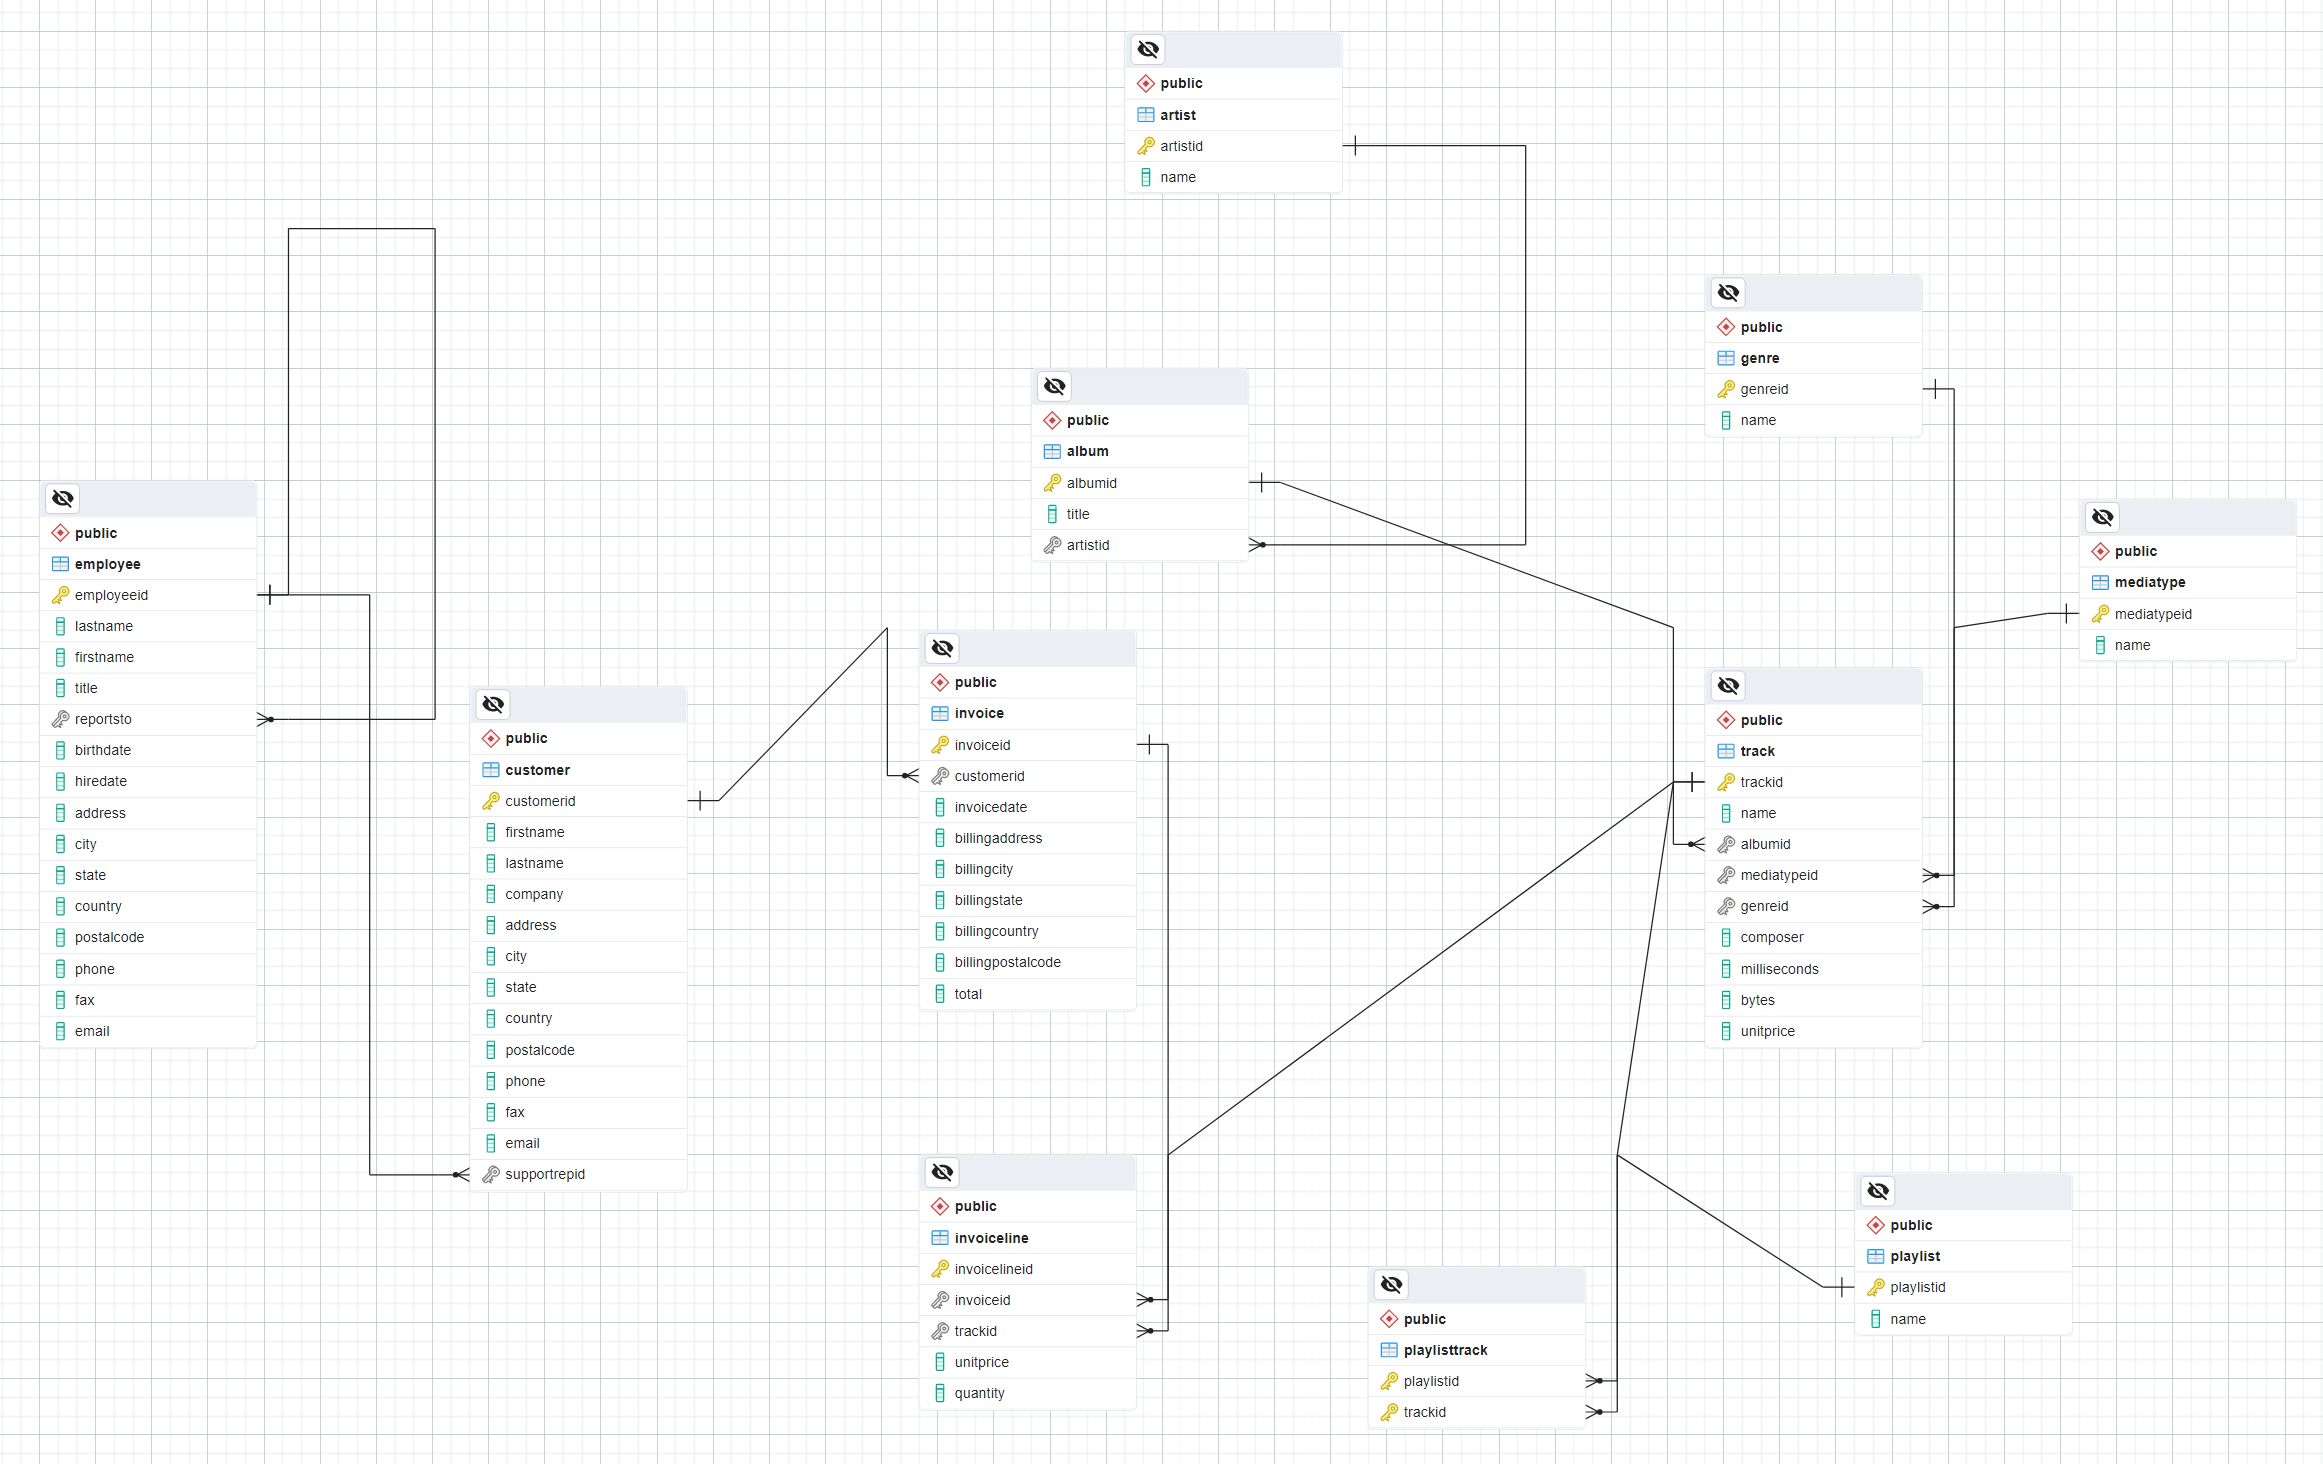 public
artist
artistid
name
public
genre
genreid
name
public
album
albumid
title
artistid
public
employee
employeeid
lastname
firstname
title
reportsto
birthdate
hiredate
address
city
state
country
postalcode
phone
fax
email
public
mediatype
mediatypeid
name
public
customer
customerid
firstname
lastname
company
address
city
state
country
postalcode
phone
fax
email
supportrepid
public
invoice
invoiceid
customerid
invoicedate
billingaddress
billingcity
billingstate
billingcountry
billingpostalcode
total
public
track
trackid
name
albumid
mediatypeid
genreid
composer
milliseconds
bytes
unitprice
public
invoiceline
invoicelineid
invoiceid
trackid
unitprice
quantity
public
playlisttrack
playlistid
trackid
public
playlist
playlistid
name